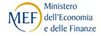 MEF
Ministero
dell'Economia
e delle Finanze